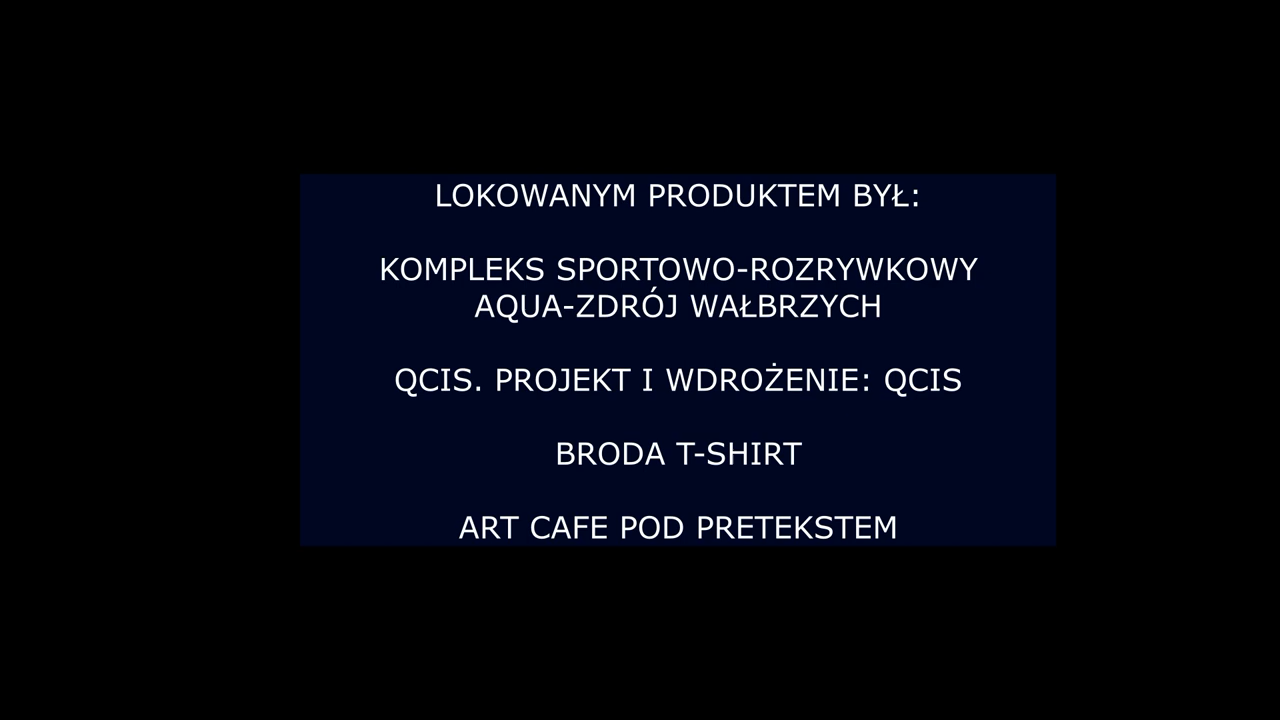 LOKOWANYM PRODUKTEM BYŁ:
KOMPLEKS SPORTOWO-ROZRYWKOWY
AQUA-ZDRÓJ WAŁBRZYCH
QCIS. PROJEKT I WDROŻENIE: QCIS
BRODA T-SHIRT
ART CAFE POD PRETEKSTEM